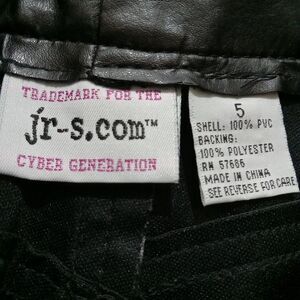 TRADEMARK FOR THE
jr-s.com™
CYBER GENERATION
5
SHELL: 100% PVC
BACKING:
100% POLYESTER
RN 57686
MADE IN CHINA
SEE REVERSE FOR CARE